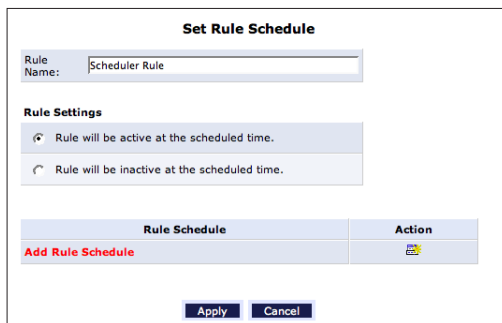 Set Rule Schedule
Rule Name: Scheduler Rule
Rule Settings
Rule will be active at the scheduled time.
Rule will be inactive at the scheduled time.
Rule Schedule Action
Add Rule Schedule
Apply Cancel